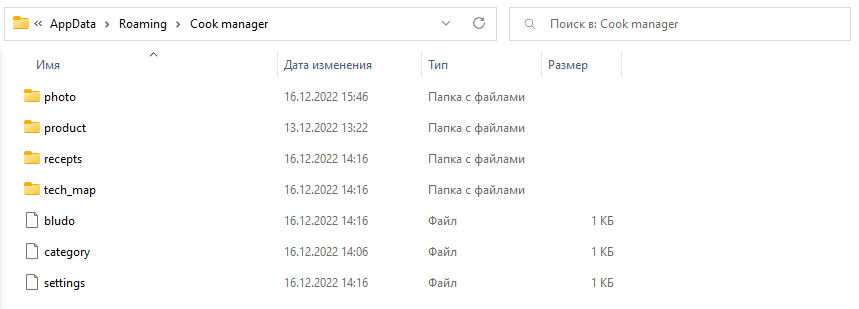 « AppData > Roaming > Cook manager Поиск в: Cook manager
Имя Дата изменения Тип Размер
photo 16.12.2022 15:46 Папка с файлами
product 13.12.2022 13:22 Папка с файлами
recepts 16.12.2022 14:16 Папка с файлами
tech_map 16.12.2022 14:16 Папка с файлами
bludo 16.12.2022 14:16 Файл 1 КБ
category 16.12.2022 14:06 Файл 1 КБ
settings 16.12.2022 14:16 Файл 1 КБ